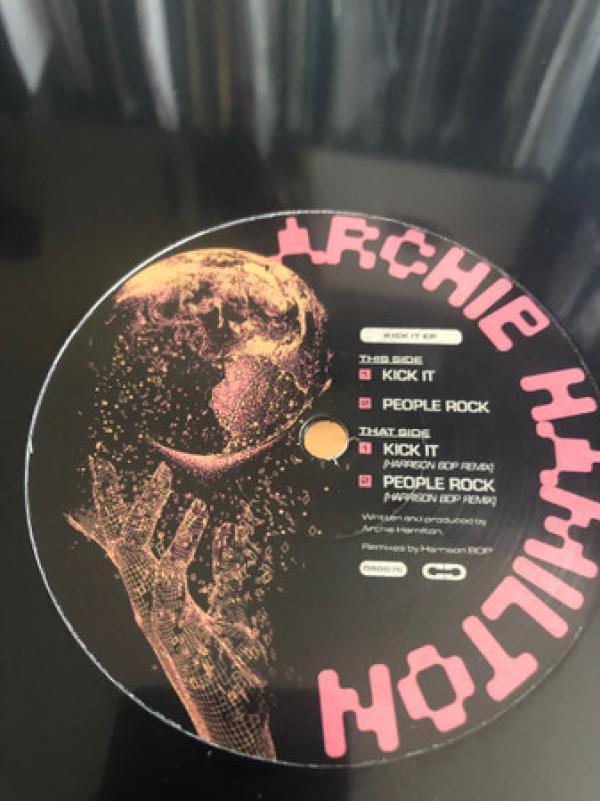 ARCHIE HAMILTON
KICK IT EP
THIS SIDE
1 KICK IT
2 PEOPLE ROCK
THAT SIDE
1 KICK IT
[HARRISON BDP REMIX]
2 PEOPLE ROCK
[HARRISON BDP REMIX]
Written and produced by
Archie Hamilton.
Remixes by Harrison BDP